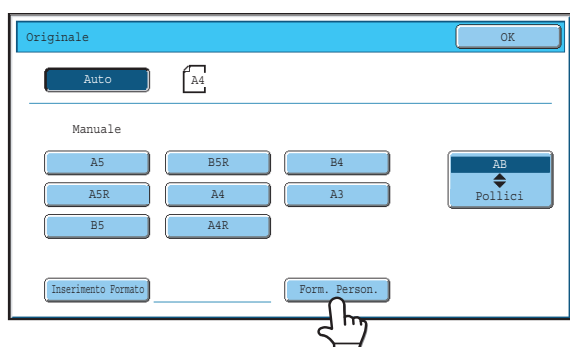 Originale OK
Auto A4
Manuale
A5 B5R B4 AB
A5R A4 A3 Pollici
B5 A4R
Inserimento Formato Form. Person.